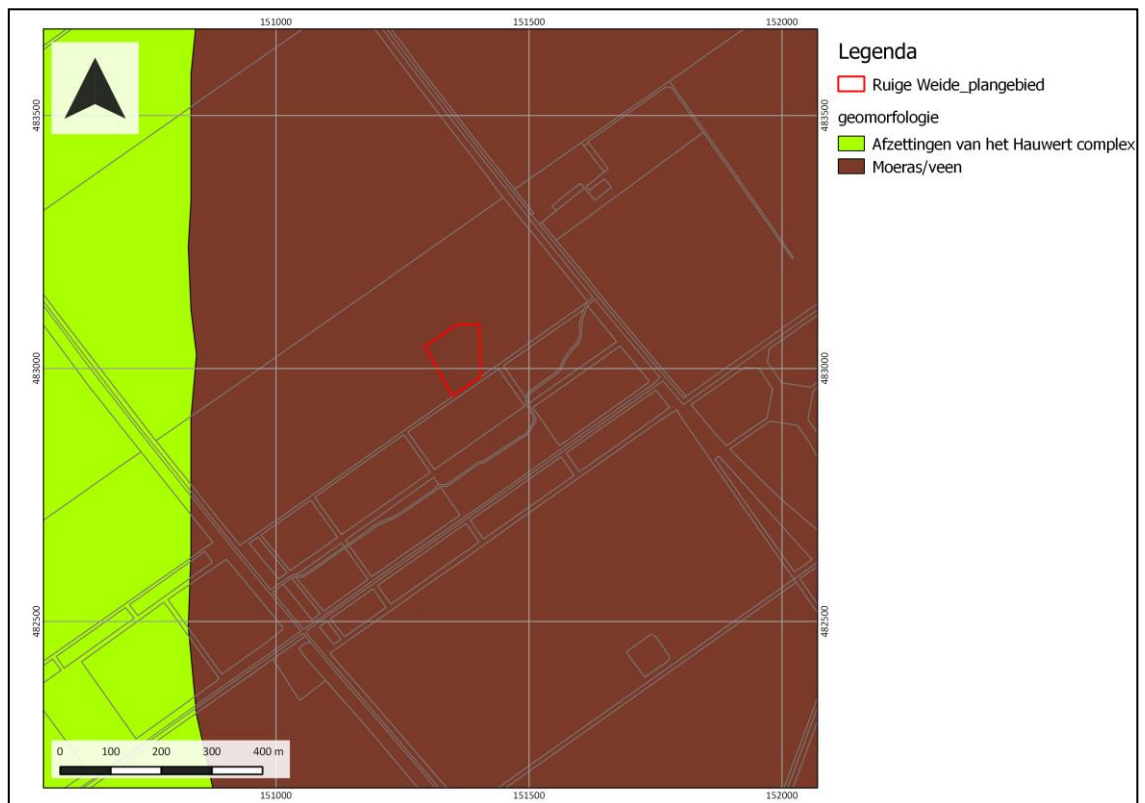 151000 151500 152000
Legenda
Ruige Weide_plangebied
geomorfologie
Afzettingen van het Hauwert complex
Moeras/veen
483500 483500
483000 483000
482500 482500
0 100 200 300 400 m
151000 151500 152000